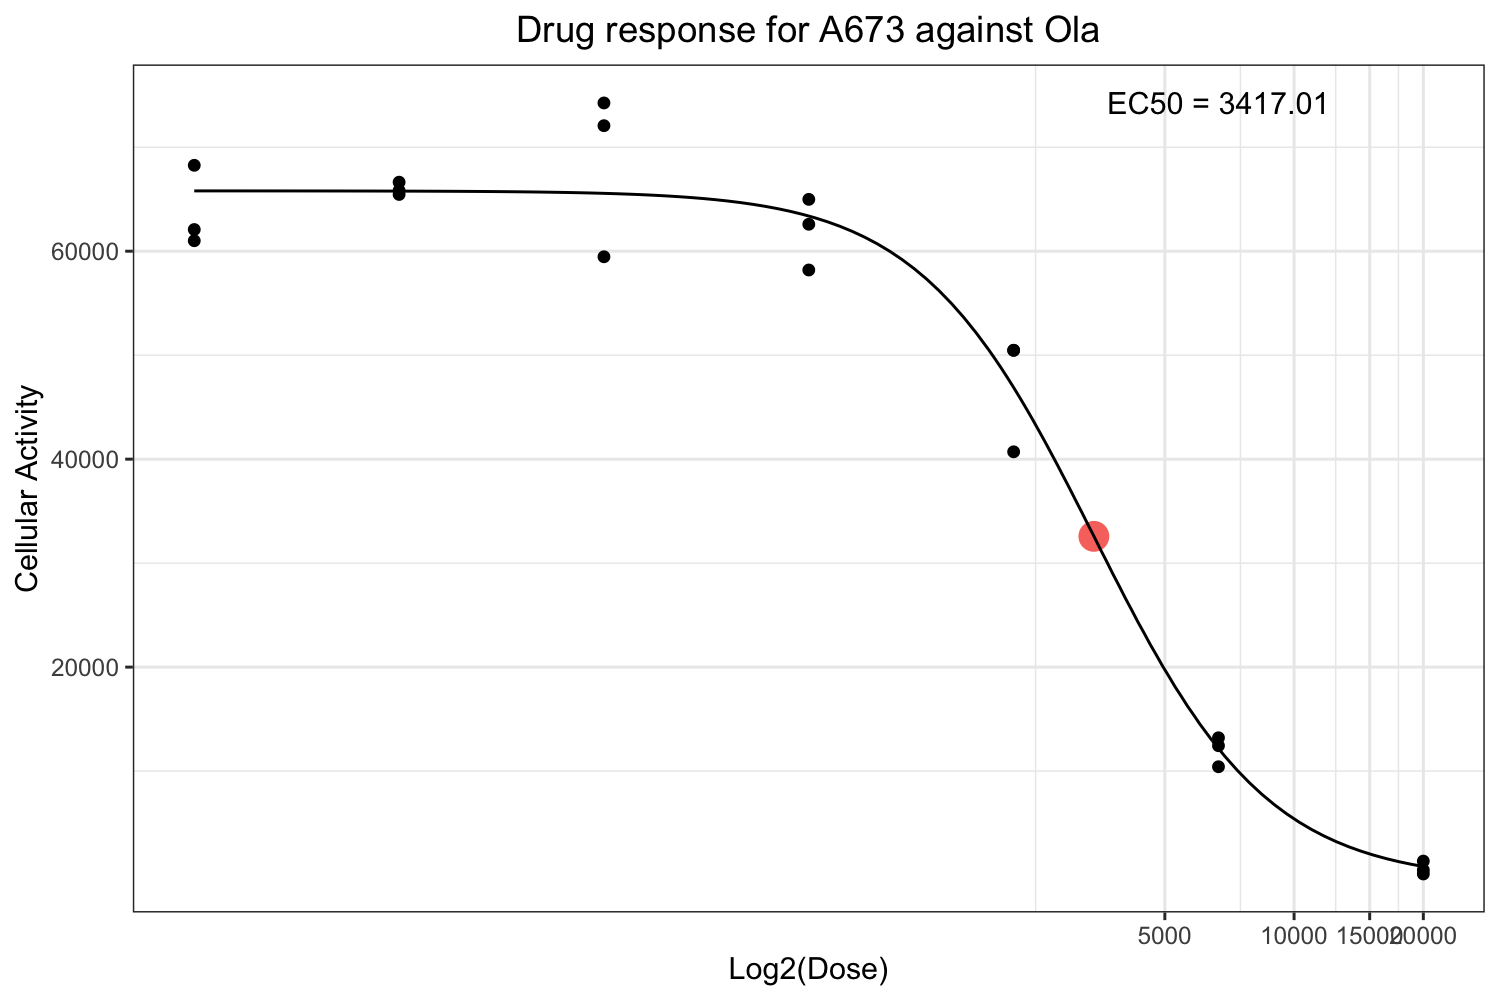 Drug response for A673 against Ola
EC50 = 3417.01
60000
40000
20000
Cellular Activity
5000 10000 15000 20000
Log2(Dose)